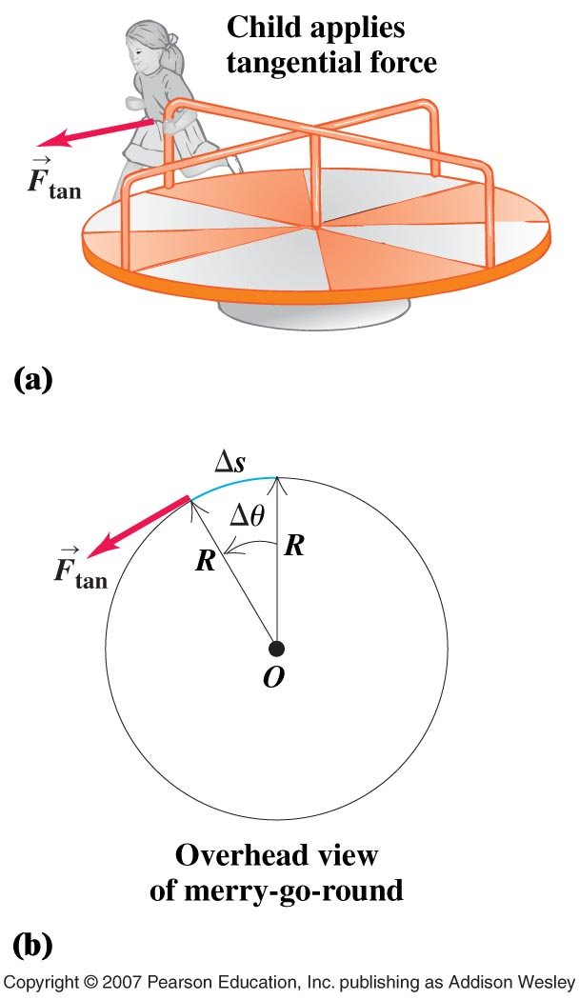 Child applies
tangential force
F⃗tan
(a)
Δs
Δθ
R
R
F⃗tan
O
Overhead view
of merry-go-round
(b)
Copyright © 2007 Pearson Education, Inc. publishing as Addison Wesley